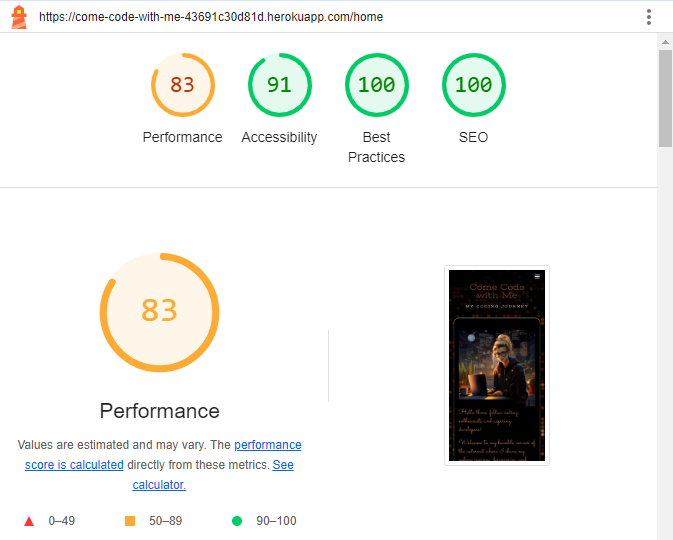 https://come-code-with-me-43691c30d81d.herokuapp.com/home
83
91
100
100
Performance
Accessibility
Best
Practices
SEO
83
Performance
Values are estimated and may vary. The performance
score is calculated directly from these metrics. See
calculator.
0–49
50–89
90–100
Come Code
with Me
MY CODING JOURNEY
Hello there, fellow coding
enthusiasts and aspiring
developers!
Welcome to my humble corner of
the internet where I share my